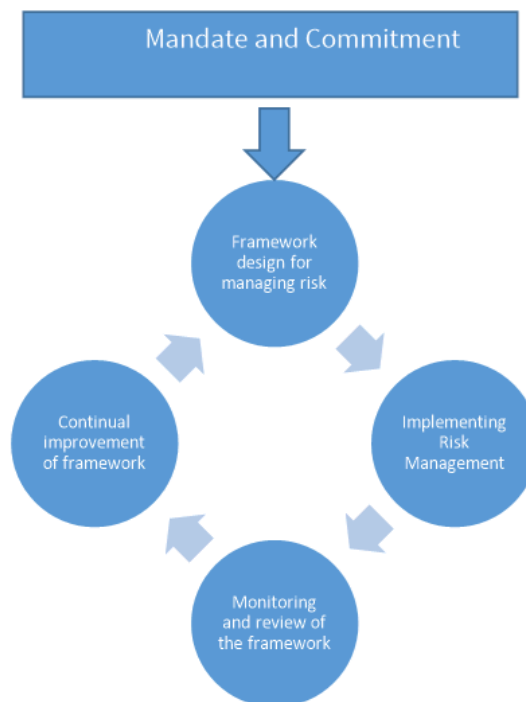 Mandate and Commitment
Framework
design for
managing risk
Implementing
Risk
Management
Monitoring
and review of
the framework
Continual
improvement
of framework